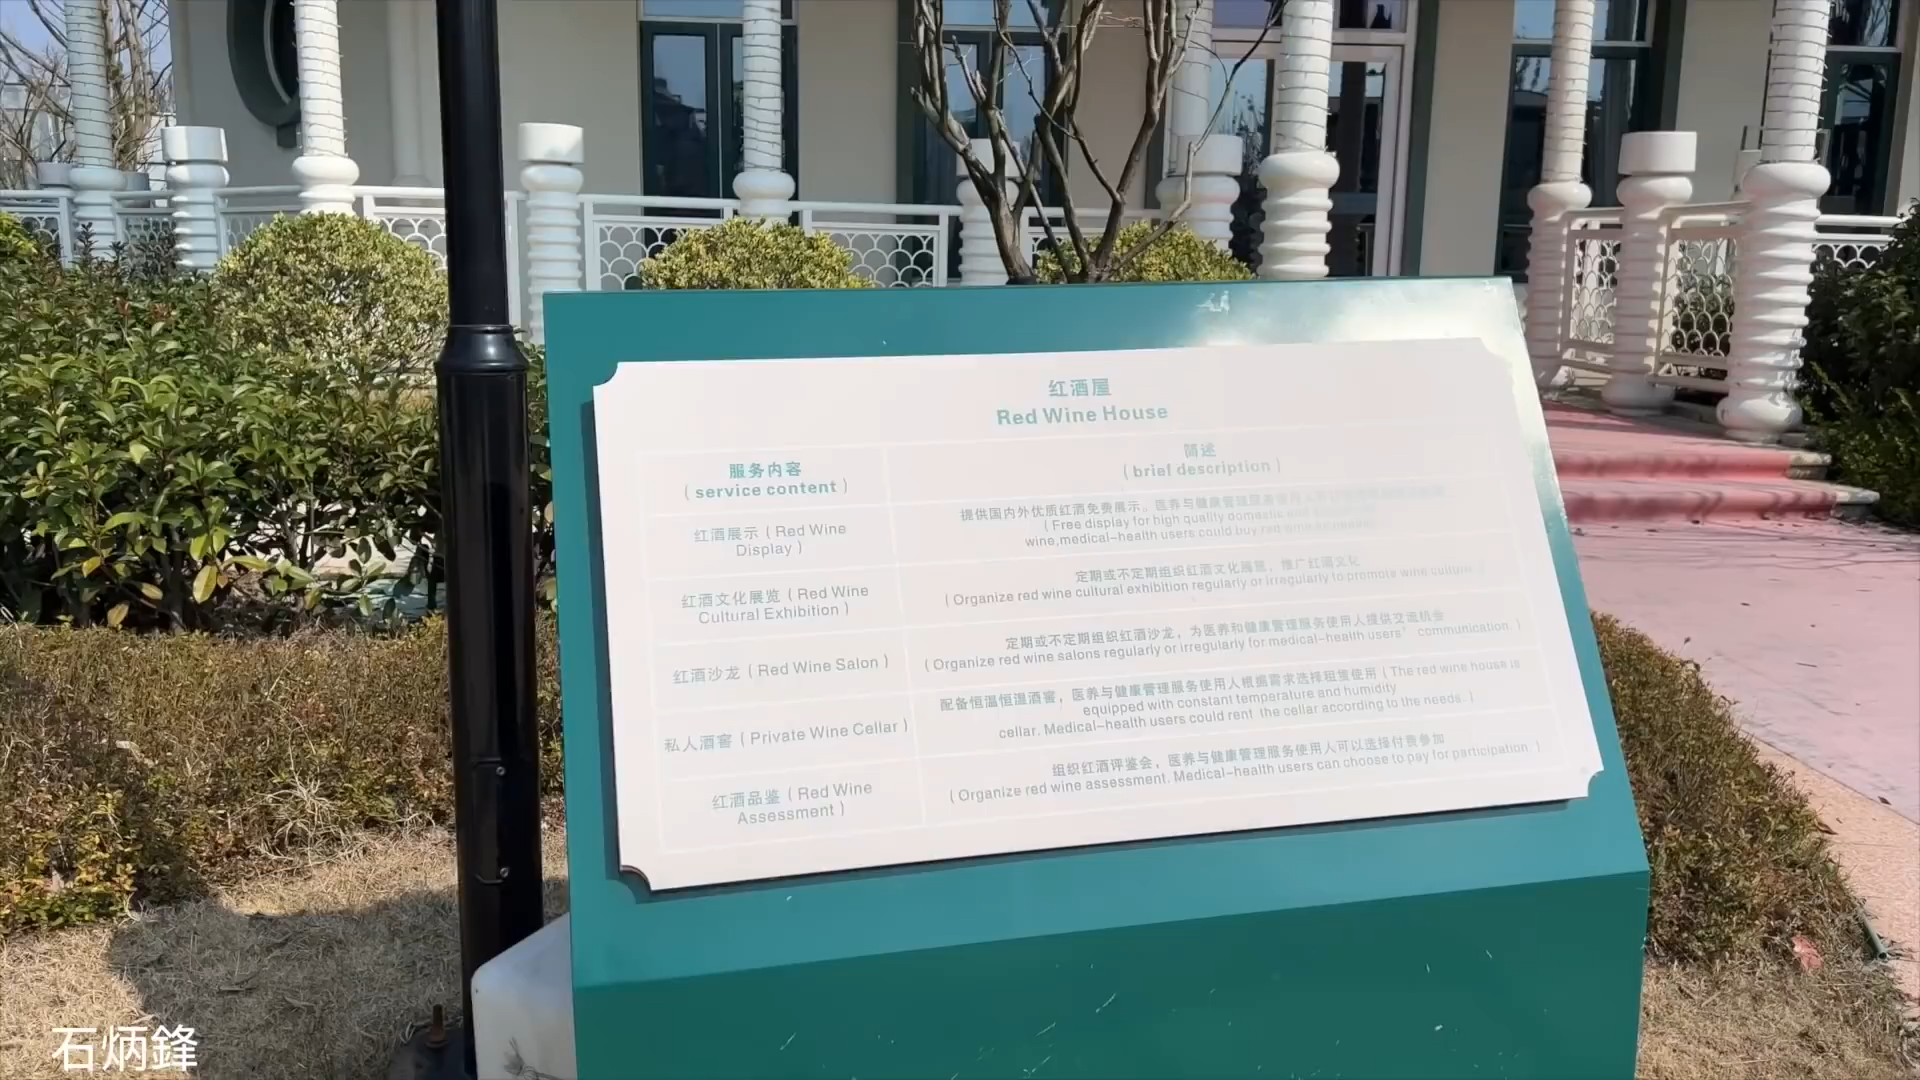 红酒屋
Red Wine House
服务内容
(service content)
简述
(brief description)
红酒展示(Red Wine
Display)
提供国内外优质红酒免费展示。医养与健康管理服务
(Free display for high quality domestic and
wine,medical-health users could buy red wine
红酒文化展览(Red Wine
Cultural Exhibition)
定期或不定期组织红酒文化展览，推广红酒文化
(Organize red wine cultural exhibition regularly or irregularly to promote wine culture.
红酒沙龙(Red Wine Salon)
定期或不定期组织红酒沙龙，为医养和健康管理服务使用人提供交流机会
(Organize red wine salons regularly or irregularly for medical-health users' communication.)
私人酒窖(Private Wine Cellar)
配备恒温恒湿酒窖，医养与健康管理服务使用人根据需求选择租赁使用(The red wine house is
equipped with constant temperature and humidity
cellar. Medical-health users could rent the cellar according to the needs.)
红酒品鉴(Red Wine
Assessment)
组织红酒评鉴会，医养与健康管理服务使用人可以选择付费参加
(Organize red wine assessment. Medical-health users can choose to pay for participation.)
石炳鋒